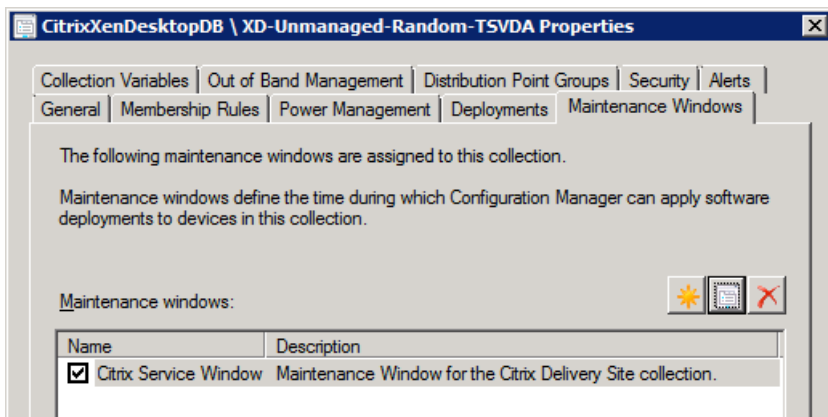 CitrixXenDesktopDB \ XD-Unmanaged-Random-TSVDA Properties
Collection Variables Out of Band Management Distribution Point Groups Security Alerts
General Membership Rules Power Management Deployments Maintenance Windows
The following maintenance windows are assigned to this collection.
Maintenance windows define the time during which Configuration Manager can apply software
deployments to devices in this collection.
Maintenance windows:
Name Description
Citrix Service Window Maintenance Window for the Citrix Delivery Site collection.